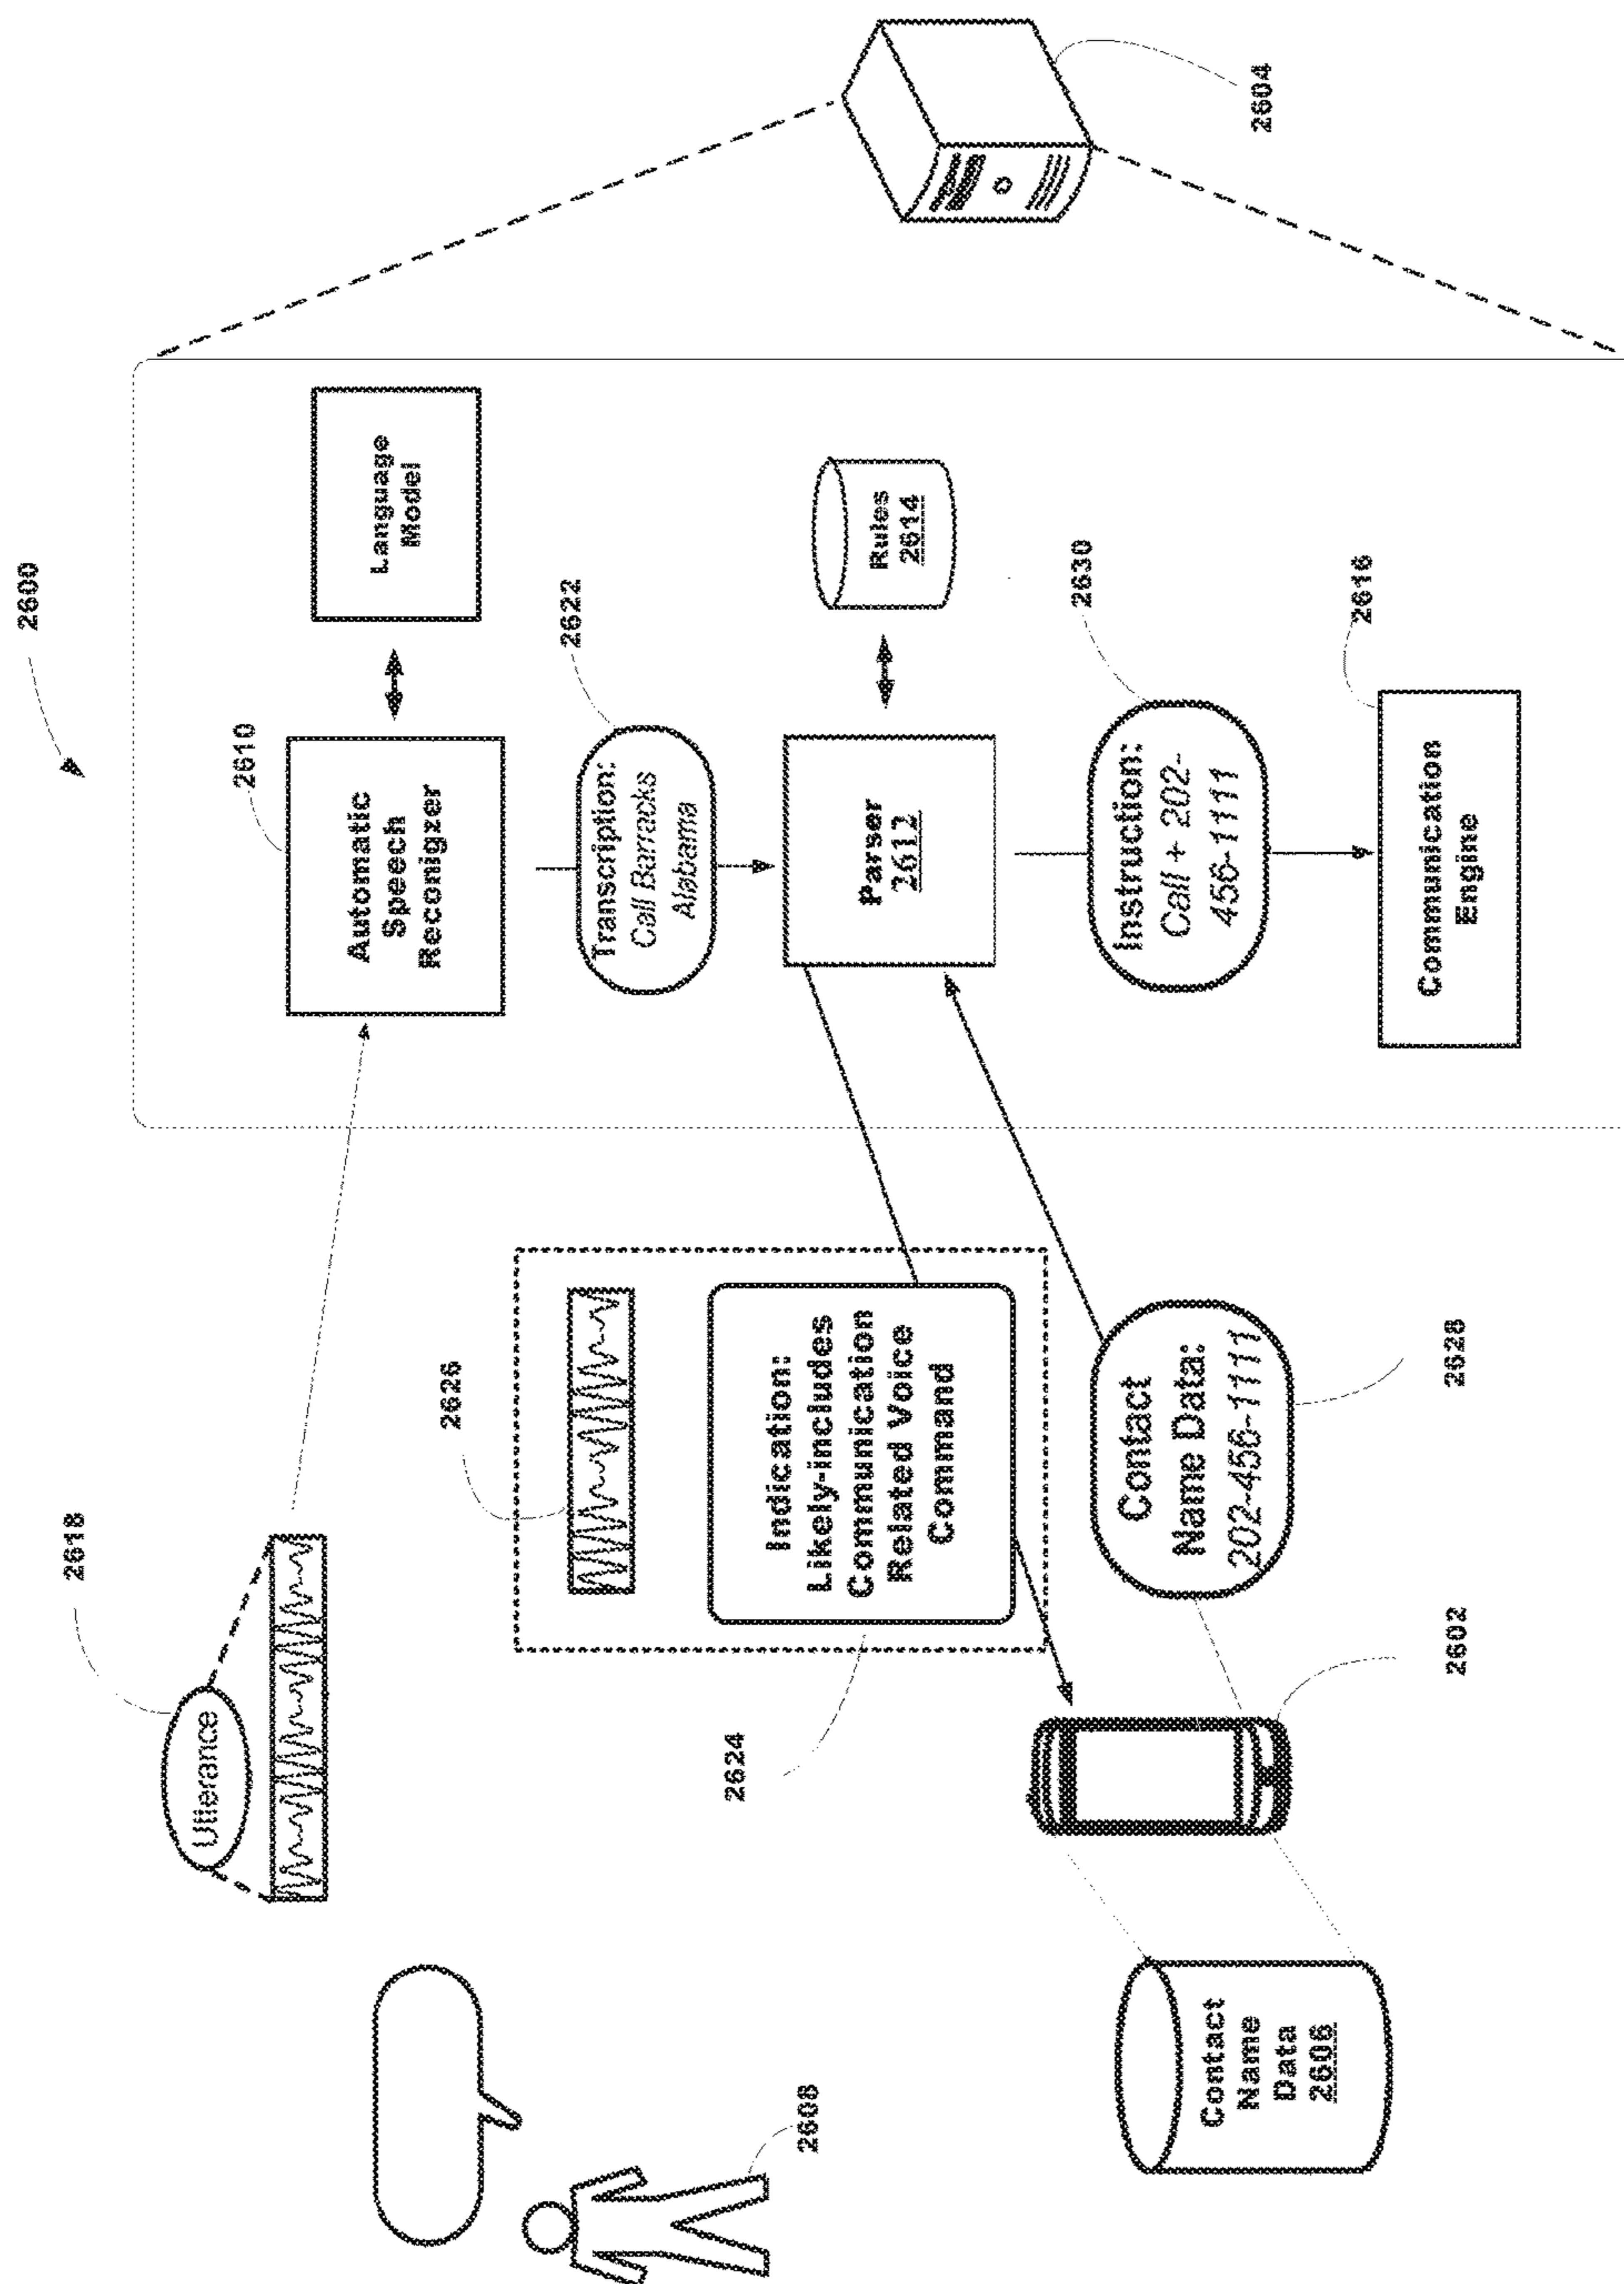 2600
2618
Utterance
2610
Automatic
Speech
Reconigzer
Language
Model
2626
2622
Transcription:
Call Barracks
Alabama
2624
Indication:
Likely-includes
Communication
Related Voice
Command
2608
Parser
2612
Rules
2614
2630
Instruction:
Call + 202-
456-1111
Contact
Name Data:
202-456-1111
Contact
Name
Data
2606
2604
2616
Communication
Engine
2602
2628